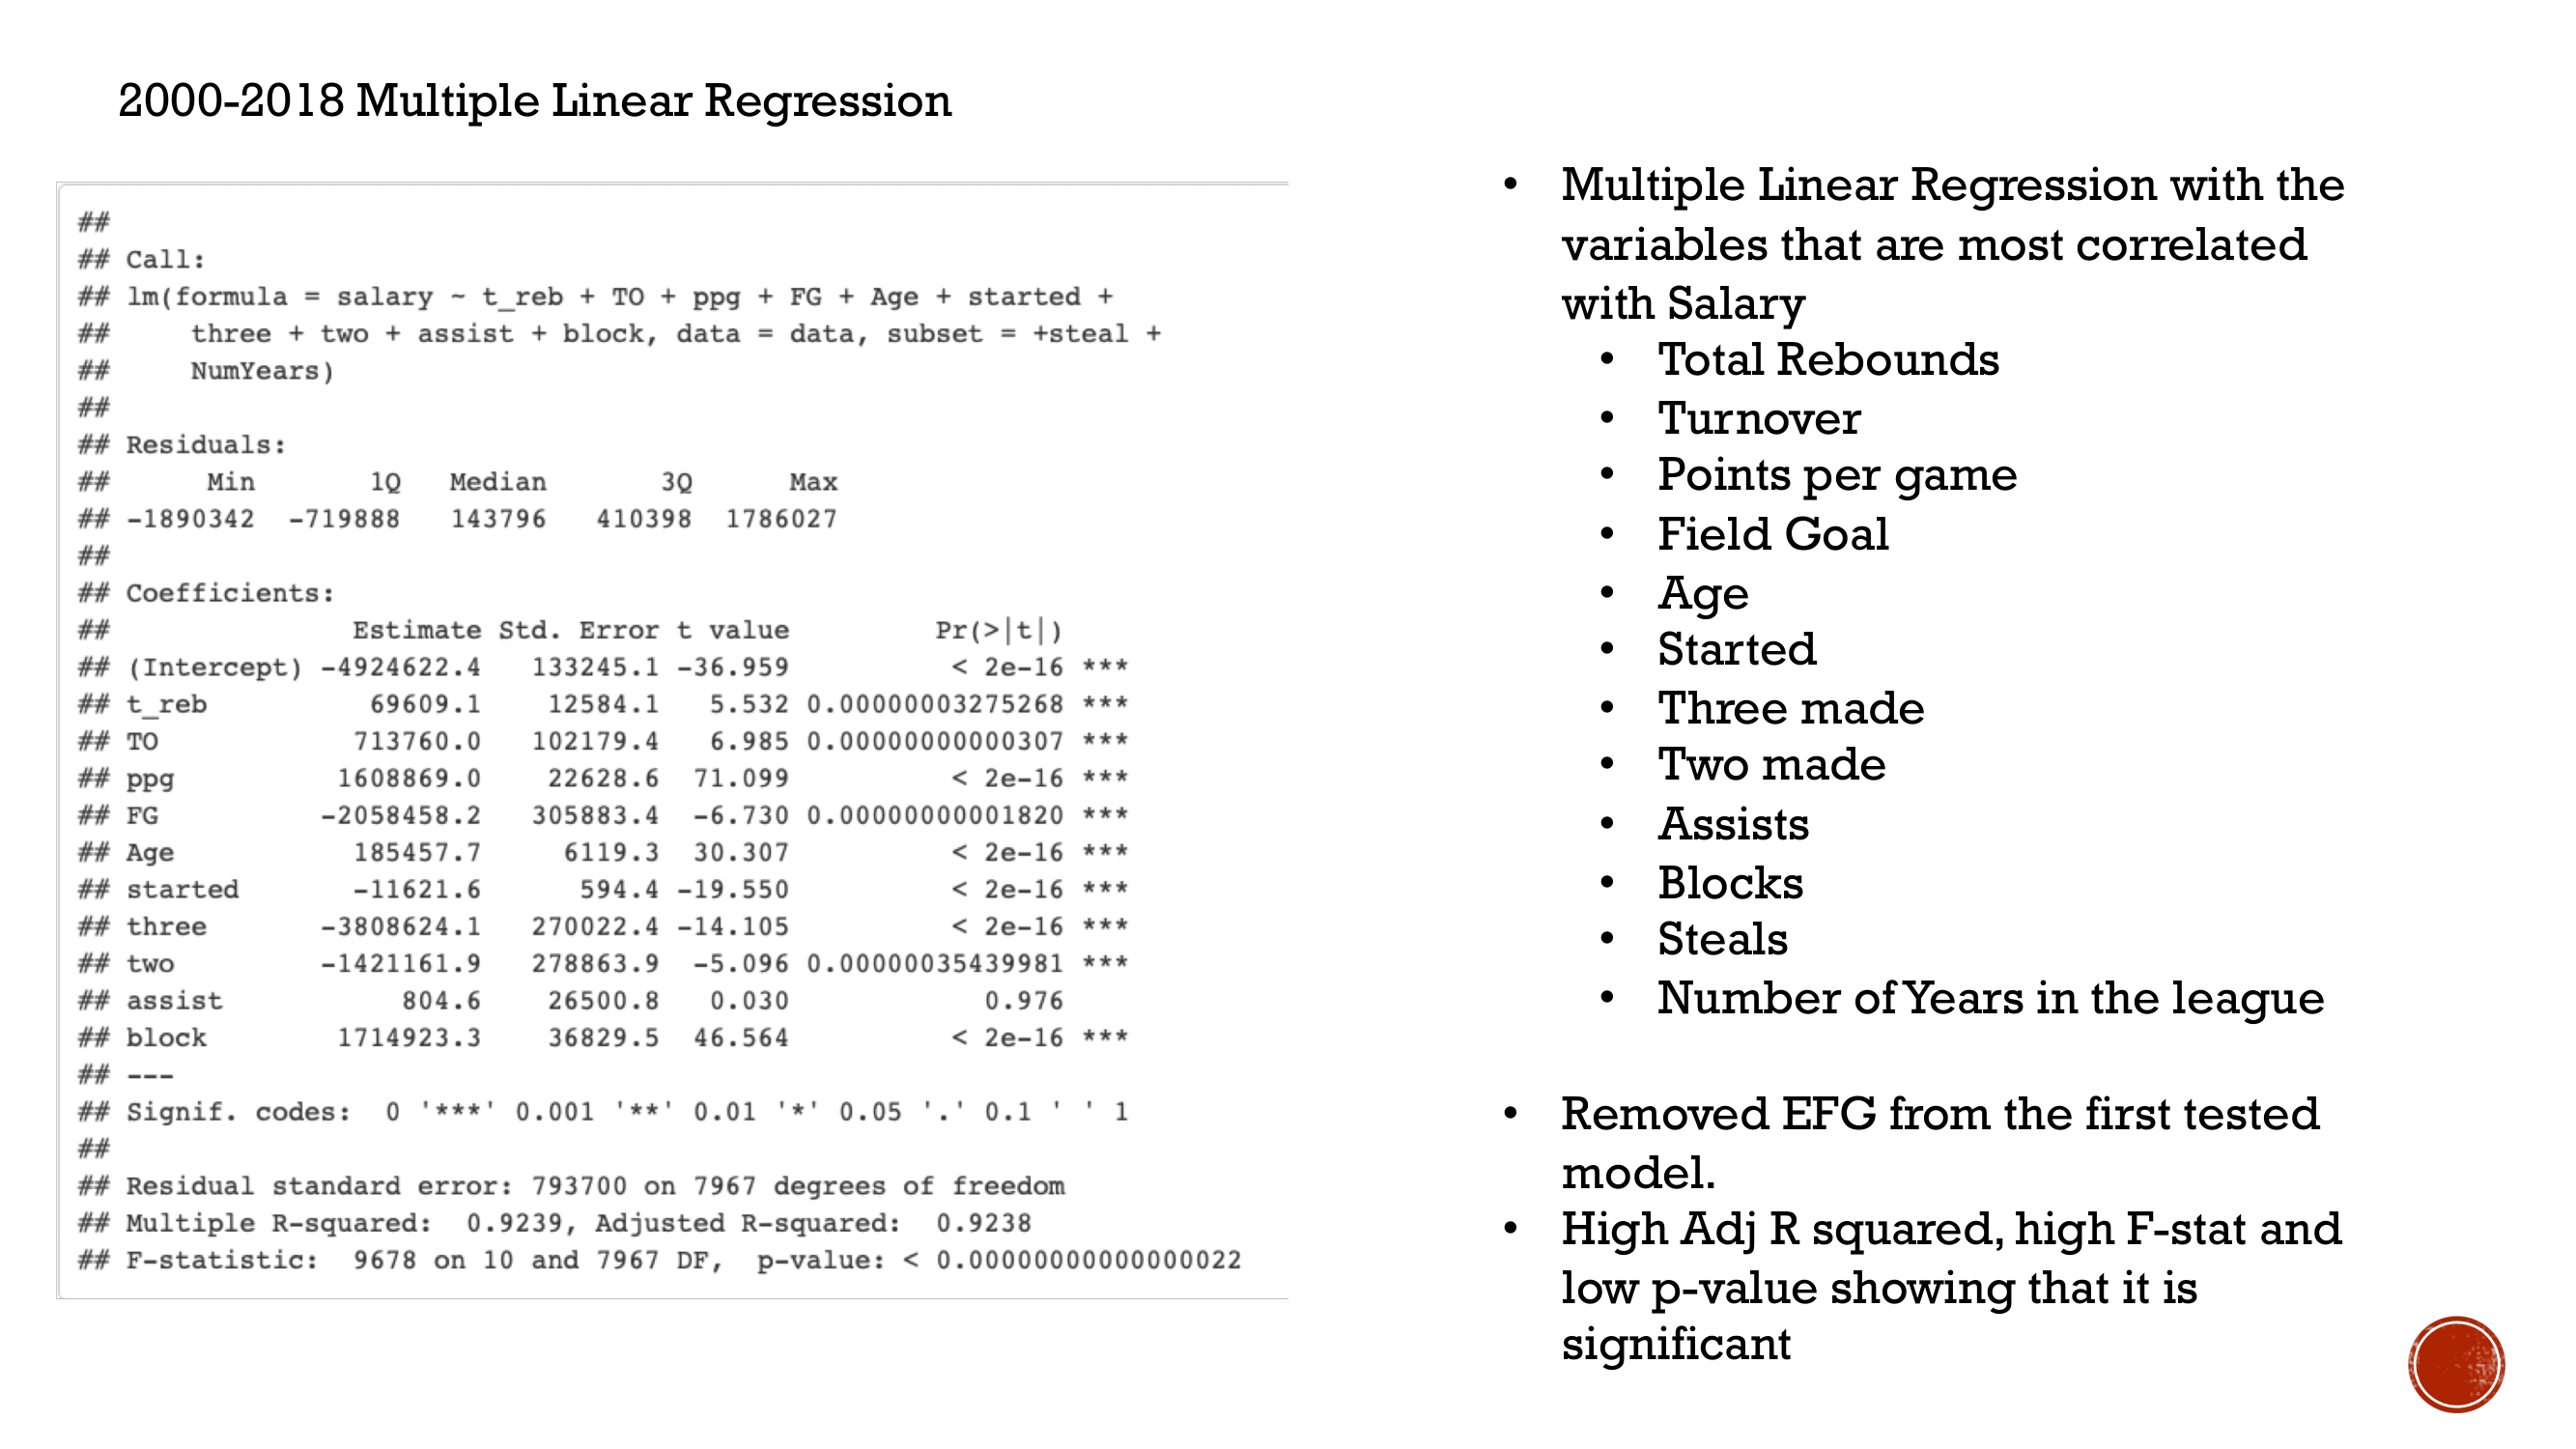 2000-2018 Multiple Linear Regression
##
## Call:
## lm(formula = salary ~ t_reb + TO + ppg + FG + Age + started +
##     three + two + assist + block, data = data, subset = +steal +
##     NumYears)
##
## Residuals:
##      Min       1Q   Median       3Q      Max
## -1890342  -719888   143796   410398  1786027
##
## Coefficients:
##               Estimate Std. Error t value         Pr(>|t|)
## (Intercept) -4924622.4   133245.1 -36.959          < 2e-16 ***
## t_reb          69609.1    12584.1   5.532 0.00000003275268 ***
## TO            713760.0   102179.4   6.985 0.00000000000307 ***
## ppg          1608869.0    22628.6  71.099          < 2e-16 ***
## FG          -2058458.2   305883.4  -6.730 0.00000000001820 ***
## Age           185457.7     6119.3  30.307          < 2e-16 ***
## started       -11621.6      594.4 -19.550          < 2e-16 ***
## three       -3808624.1   270022.4 -14.105          < 2e-16 ***
## two         -1421161.9   278863.9  -5.096 0.00000035439981 ***
## assist           804.6    26500.8   0.030            0.976
## block        1714923.3    36829.5  46.564          < 2e-16 ***
## ---
## Signif. codes:  0 '***' 0.001 '**' 0.01 '*' 0.05 '.' 0.1 ' ' 1
##
## Residual standard error: 793700 on 7967 degrees of freedom
## Multiple R-squared:  0.9239, Adjusted R-squared:  0.9238
## F-statistic:  9678 on 10 and 7967 DF,  p-value: < 0.00000000000000022
• Multiple Linear Regression with the
variables that are most correlated
with Salary
• Total Rebounds
• Turnover
• Points per game
• Field Goal
• Age
• Started
• Three made
• Two made
• Assists
• Blocks
• Steals
• Number of Years in the league
• Removed EFG from the first tested
model.
• High Adj R squared, high F-stat and
low p-value showing that it is
significant